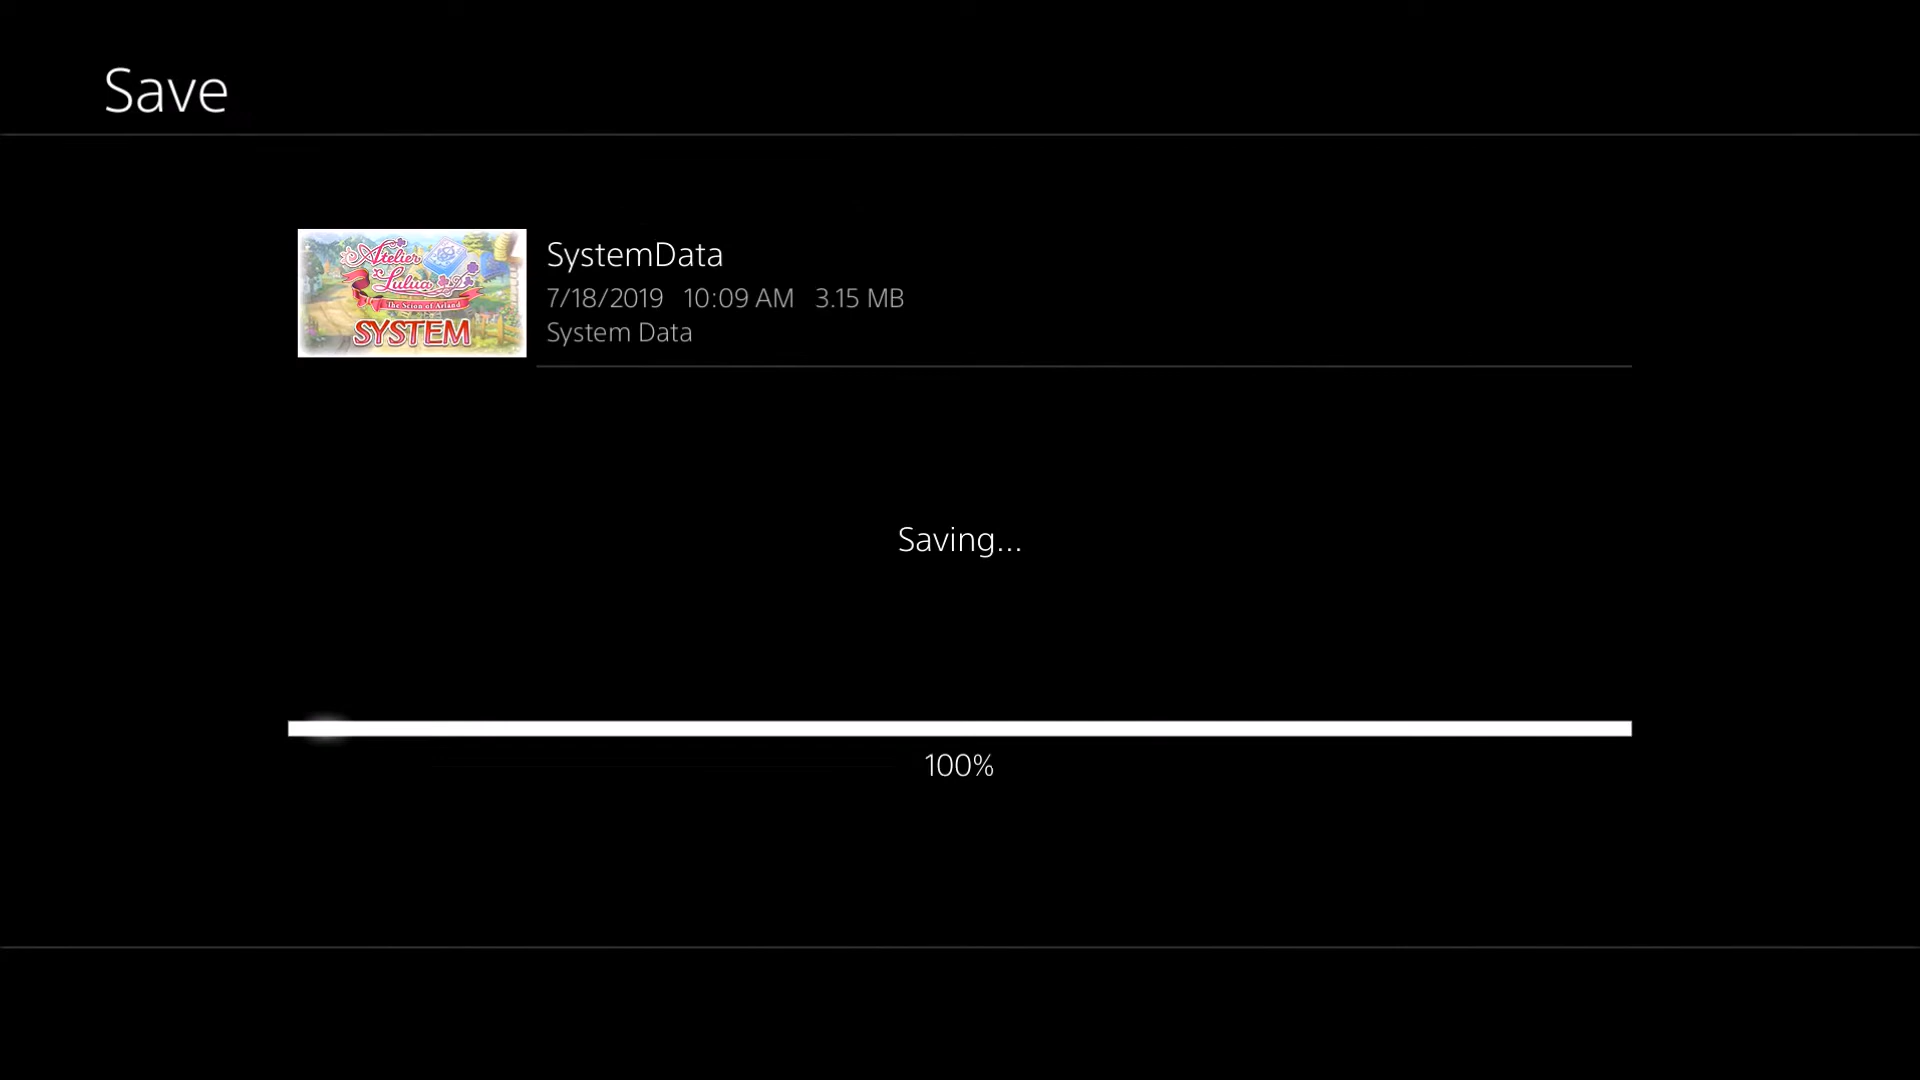 Save
Atelier
Lulua
The Scion of Arland
SYSTEM
SystemData
7/18/2019 10:09 AM 3.15 MB
System Data
Saving...
100%